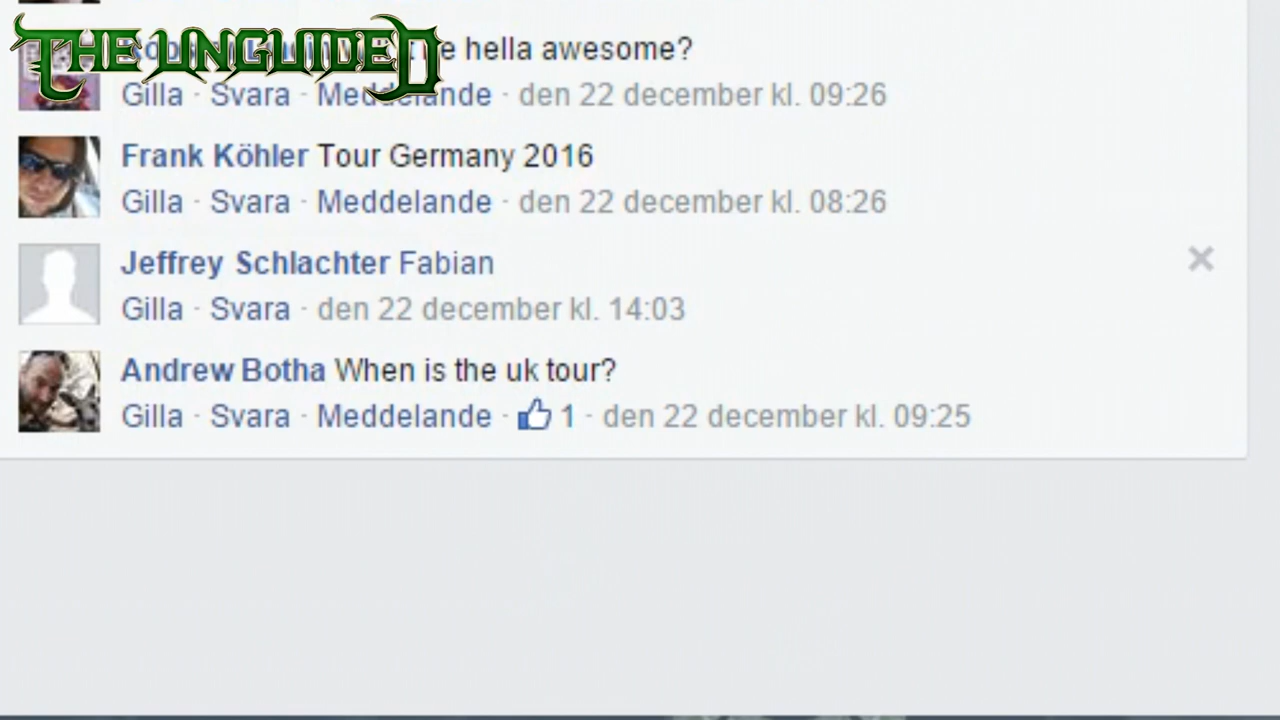 THE UNGUIDED
e hella awesome?
Gilla · Svara · Meddelande · den 22 december kl. 09:26
Frank Köhler Tour Germany 2016
Gilla · Svara · Meddelande · den 22 december kl. 08:26
Jeffrey Schlachter Fabian
Gilla · Svara · den 22 december kl. 14:03
Andrew Botha When is the uk tour?
Gilla · Svara · Meddelande · 1 · den 22 december kl. 09:25